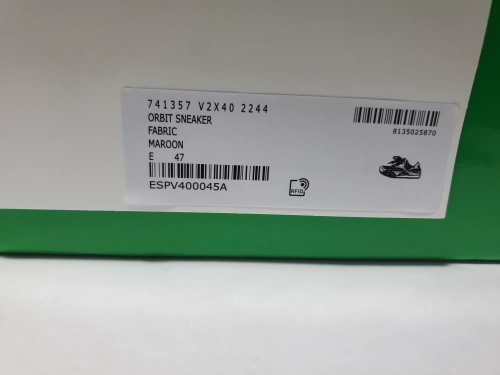 741357 V2X40 2244
ORBIT SNEAKER
FABRIC
MAROON
E 47
ESPV400045A
8135025870
RFID